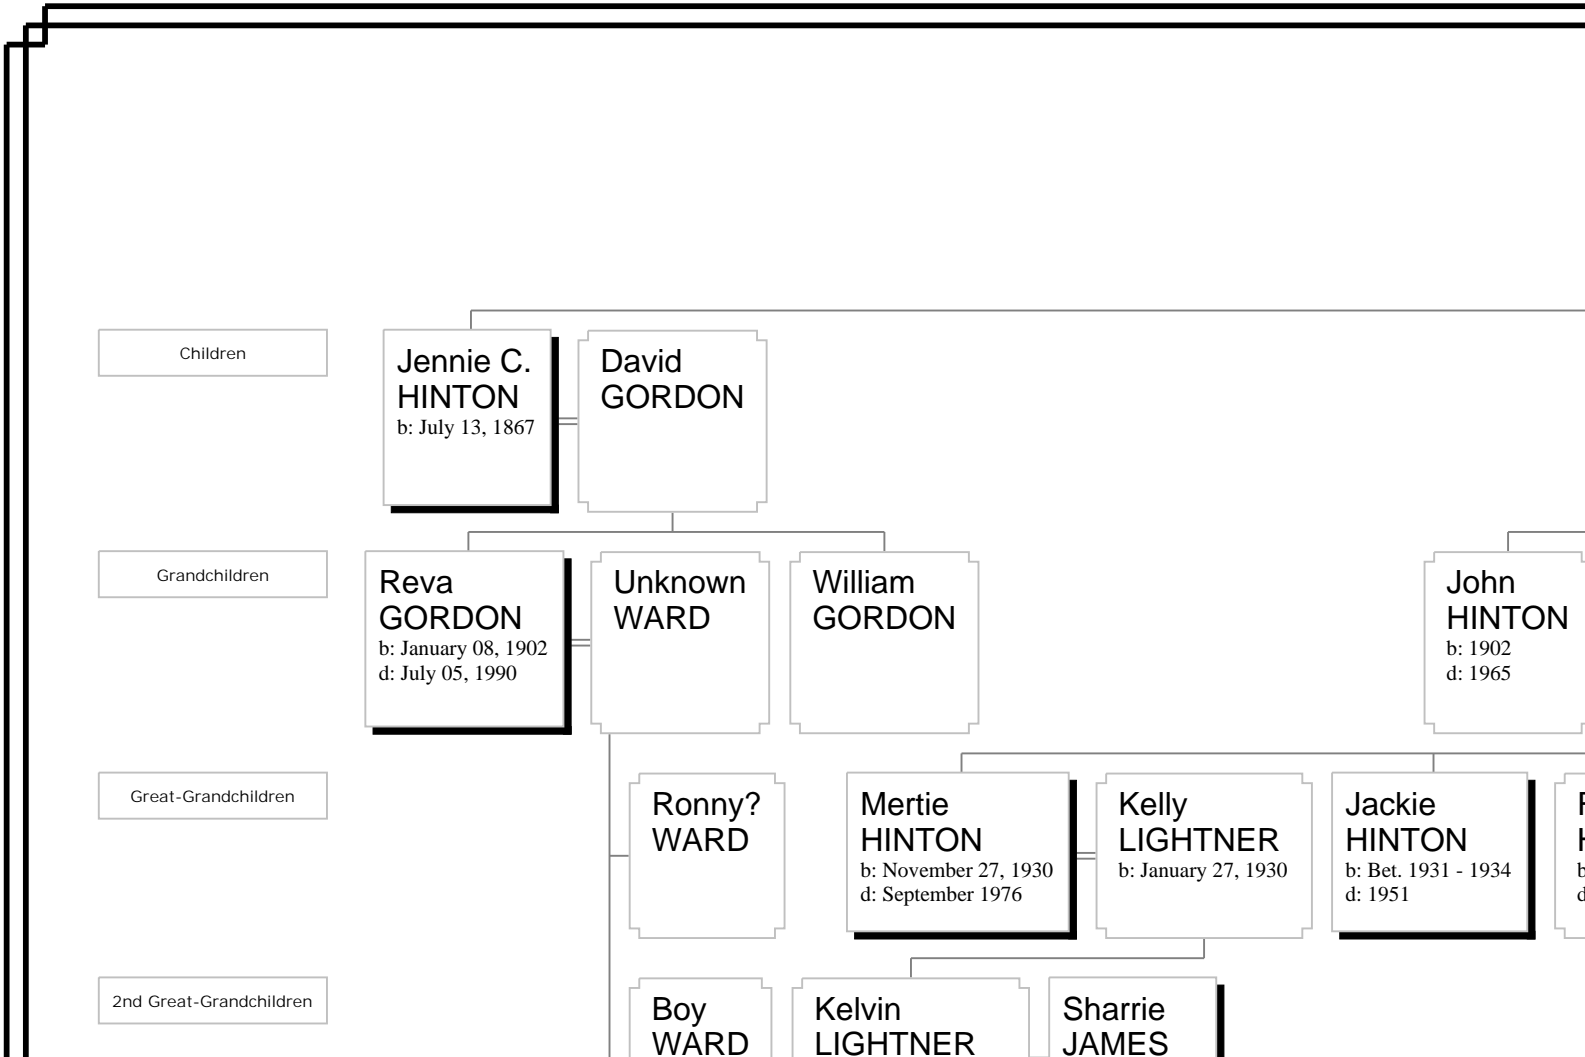 Children
Jennie C.
HINTON
b: July 13, 1867
David
GORDON
Grandchildren
Reva
GORDON
b: January 08, 1902
d: July 05, 1990
Unknown
WARD
William
GORDON
John
HINTON
b: 1902
d: 1965
Great-Grandchildren
Ronny?
WARD
Mertie
HINTON
b: November 27, 1930
d: September 1976
Kelly
LIGHTNER
b: January 27, 1930
Jackie
HINTON
b: Bet. 1931 - 1934
d: 1951
2nd Great-Grandchildren
Boy
WARD
Kelvin
LIGHTNER
Sharrie
JAMES